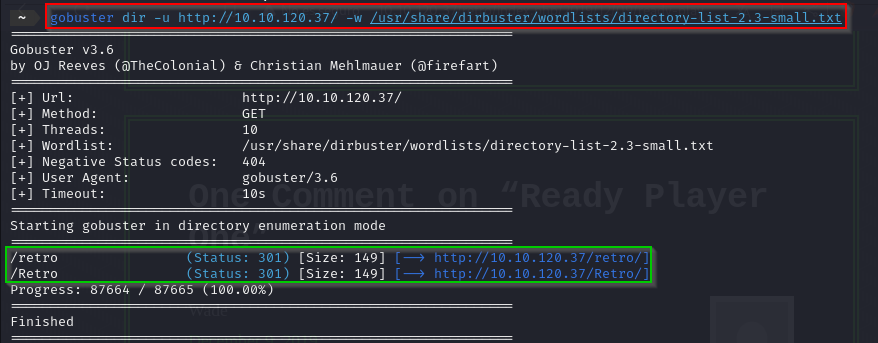 ~ gobuster dir -u http://10.10.120.37/ -w /usr/share/dirbuster/wordlists/directory-list-2.3-small.txt
===============================================================
Gobuster v3.6
by OJ Reeves (@TheColonial) & Christian Mehlmauer (@firefart)
===============================================================
[+] Url: http://10.10.120.37/
[+] Method: GET
[+] Threads: 10
[+] Wordlist: /usr/share/dirbuster/wordlists/directory-list-2.3-small.txt
[+] Negative Status codes: 404
[+] User Agent: gobuster/3.6
[+] Timeout: 10s
One Comment on “Ready Player
One”
===============================================================
Starting gobuster in directory enumeration mode
===============================================================
/retro (Status: 301) [Size: 149] [--> http://10.10.120.37/retro/]
/Retro (Status: 301) [Size: 149] [--> http://10.10.120.37/Retro/]
Progress: 87664 / 87665 (100.00%)
===============================================================
Wade
Finished
===============================================================